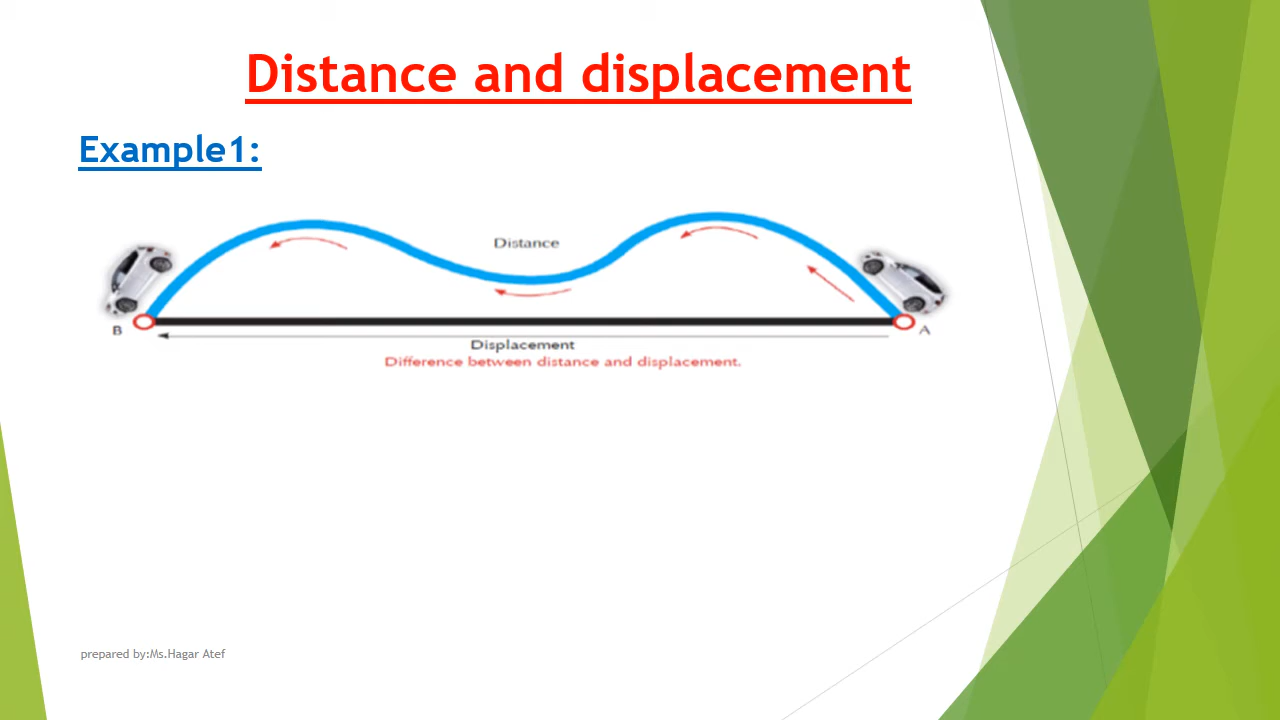 Distance and displacement
Example1:
Distance
B
A
Displacement
Difference between distance and displacement.
prepared by:Ms.Hagar Atef